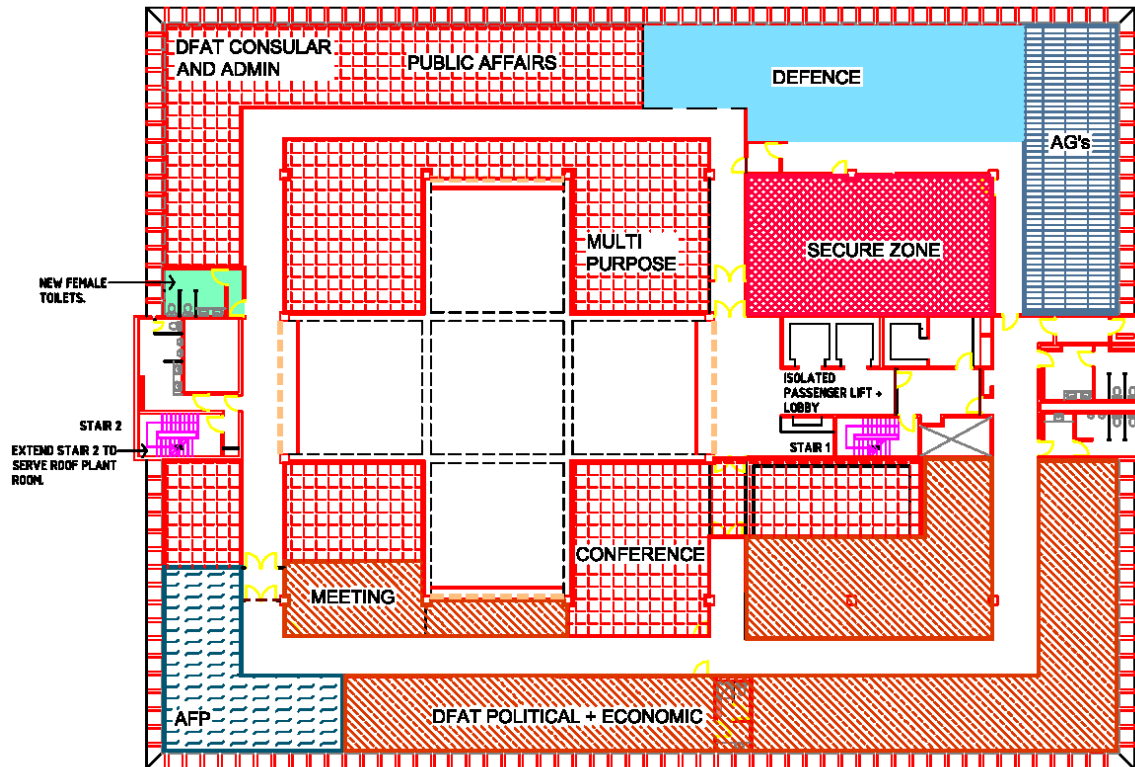 DFAT CONSULAR
AND ADMIN
PUBLIC AFFAIRS
DEFENCE
AG's
MULTI
PURPOSE
SECURE ZONE
NEW FEMALE
TOILETS.
ISOLATED
PASSENGER LIFT +
LOBBY
STAIR 2
EXTEND STAIR 2 TO
SERVE ROOF PLANT
ROOM.
STAIR 1
CONFERENCE
MEETING
AFP
DFAT POLITICAL + ECONOMIC